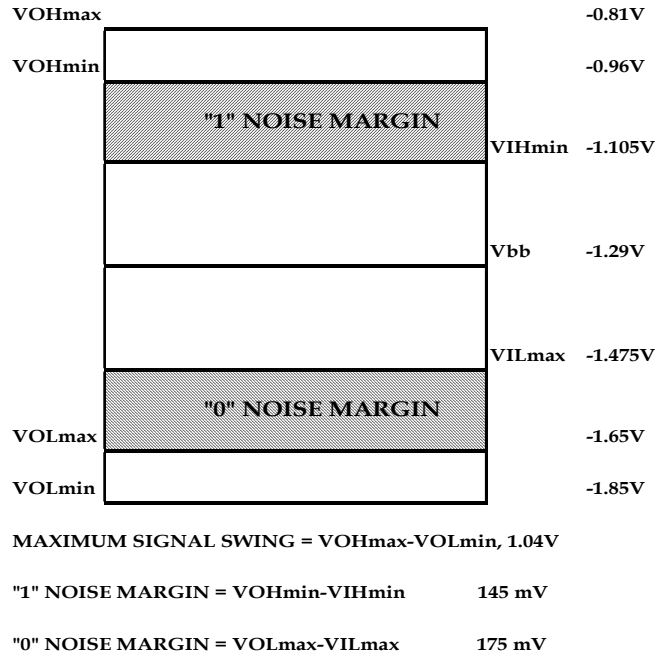 VOHmax -0.81V
VOHmin -0.96V
"1" NOISE MARGIN
VIHmin -1.105V
Vbb -1.29V
VILmax -1.475V
"0" NOISE MARGIN
VOLmax -1.65V
VOLmin -1.85V
MAXIMUM SIGNAL SWING = VOHmax-VOLmin, 1.04V
"1" NOISE MARGIN = VOHmin-VIHmin 145 mV
"0" NOISE MARGIN = VOLmax-VILmax 175 mV